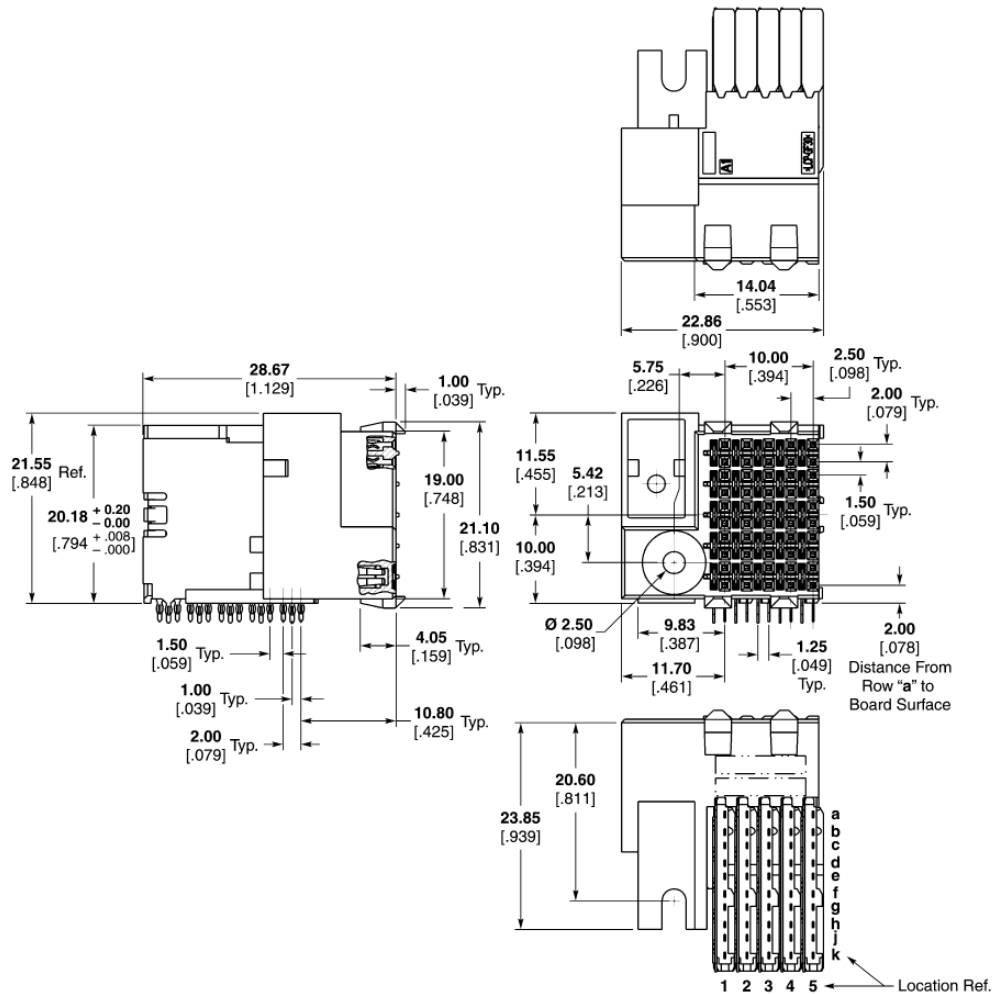 A1
>LCP-GF30<
14.04
[.553]
22.86
[.900]
28.67
[1.129]
1.00 Typ.
[.039]
5.75
[.226]
10.00
[.394]
2.50 Typ.
[.098]
2.00 Typ.
[.079]
21.55 Ref.
[.848]
20.18 + 0.20
– 0.00
[.794 + .008
– .000]
19.00
[.748]
21.10
[.831]
11.55
[.455]
5.42
[.213]
1.50 Typ.
[.059]
10.00
[.394]
Ø 2.50
[.098]
9.83
[.387]
11.70
[.461]
1.25
[.049]
Typ.
2.00
[.078]
Distance From
Row "a" to
Board Surface
1.50 Typ.
[.059]
4.05
[.159] Typ.
1.00 Typ.
[.039]
10.80 Typ.
[.425]
2.00 Typ.
[.079]
20.60
[.811]
23.85
[.939]
a
b
c
d
e
f
g
h
j
k
1 2 3 4 5
Location Ref.